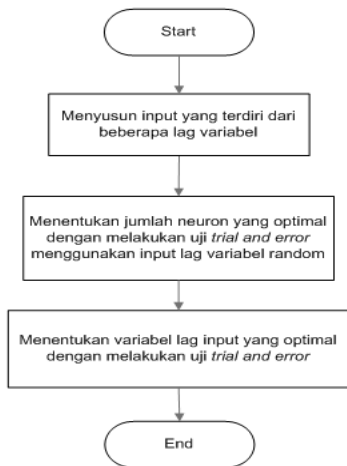 Start
Menyusun input yang terdiri dari
beberapa lag variabel
Menentukan jumlah neuron yang optimal
dengan melakukan uji trial and error
menggunakan input lag variabel random
Menentukan variabel lag input yang optimal
dengan melakukan uji trial and error
End